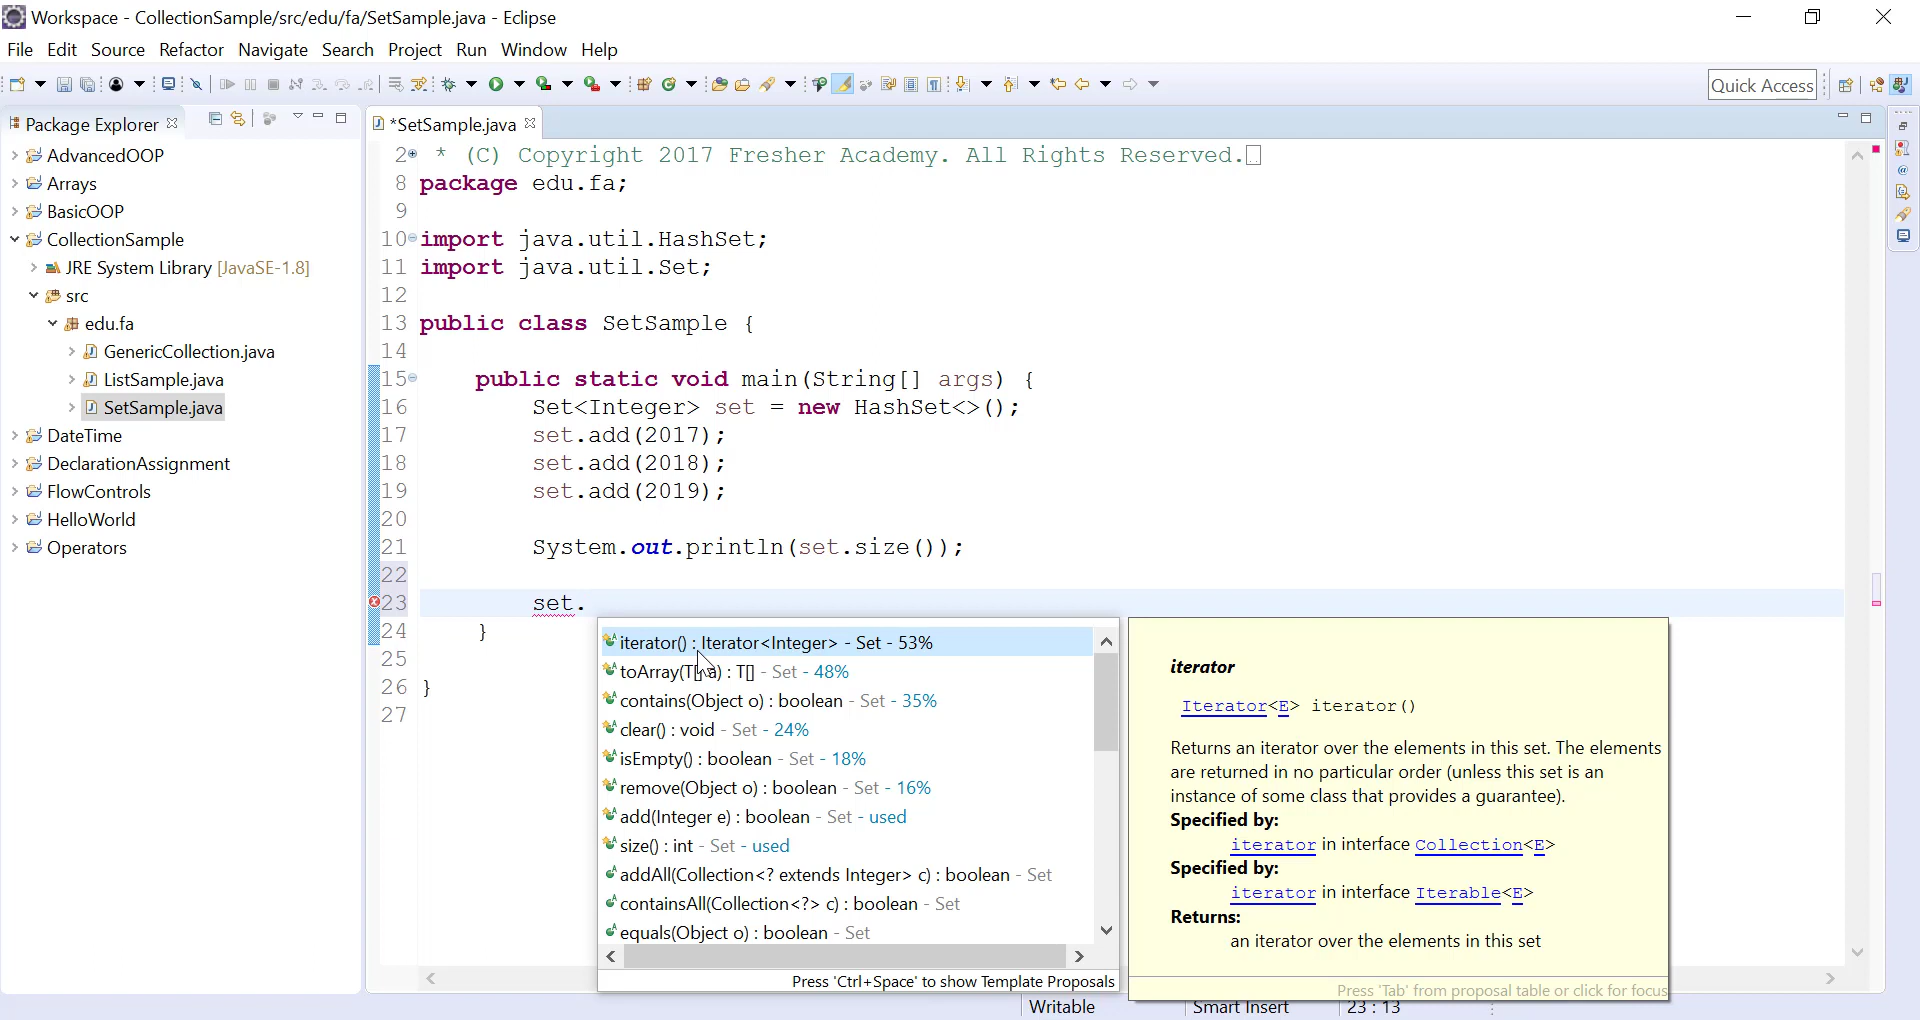 Workspace - CollectionSample/src/edu/fa/SetSample.java - Eclipse
File Edit Source Refactor Navigate Search Project Run Window Help
Quick Access
Package Explorer
AdvancedOOP
Arrays
BasicOOP
CollectionSample
JRE System Library [JavaSE-1.8]
src
edu.fa
GenericCollection.java
ListSample.java
SetSample.java
DateTime
DeclarationAssignment
FlowControls
HelloWorld
Operators
*SetSample.java
2 * (C) Copyright 2017 Fresher Academy. All Rights Reserved.
8 package edu.fa;
9
10 import java.util.HashSet;
11 import java.util.Set;
12
13 public class SetSample {
14
15 public static void main(String[] args) {
16 Set<Integer> set = new HashSet<>();
17 set.add(2017);
18 set.add(2018);
19 set.add(2019);
20
21 System.out.println(set.size());
22
23 set.
24 }
25
26 }
27
iterator() : Iterator<Integer> - Set - 53%
toArray(T[] a) : T[] - Set - 48%
contains(Object o) : boolean - Set - 35%
clear() : void - Set - 24%
isEmpty() : boolean - Set - 18%
remove(Object o) : boolean - Set - 16%
add(Integer e) : boolean - Set - used
size() : int - Set - used
addAll(Collection<? extends Integer> c) : boolean - Set
containsAll(Collection<?> c) : boolean - Set
equals(Object o) : boolean - Set
Press 'Ctrl+Space' to show Template Proposals
iterator
Iterator<E> iterator()
Returns an iterator over the elements in this set. The elements
are returned in no particular order (unless this set is an
instance of some class that provides a guarantee).
Specified by:
iterator in interface Collection<E>
Specified by:
iterator in interface Iterable<E>
Returns:
an iterator over the elements in this set
Press 'Tab' from proposal table or click for focus
Writable Smart Insert 23 : 13